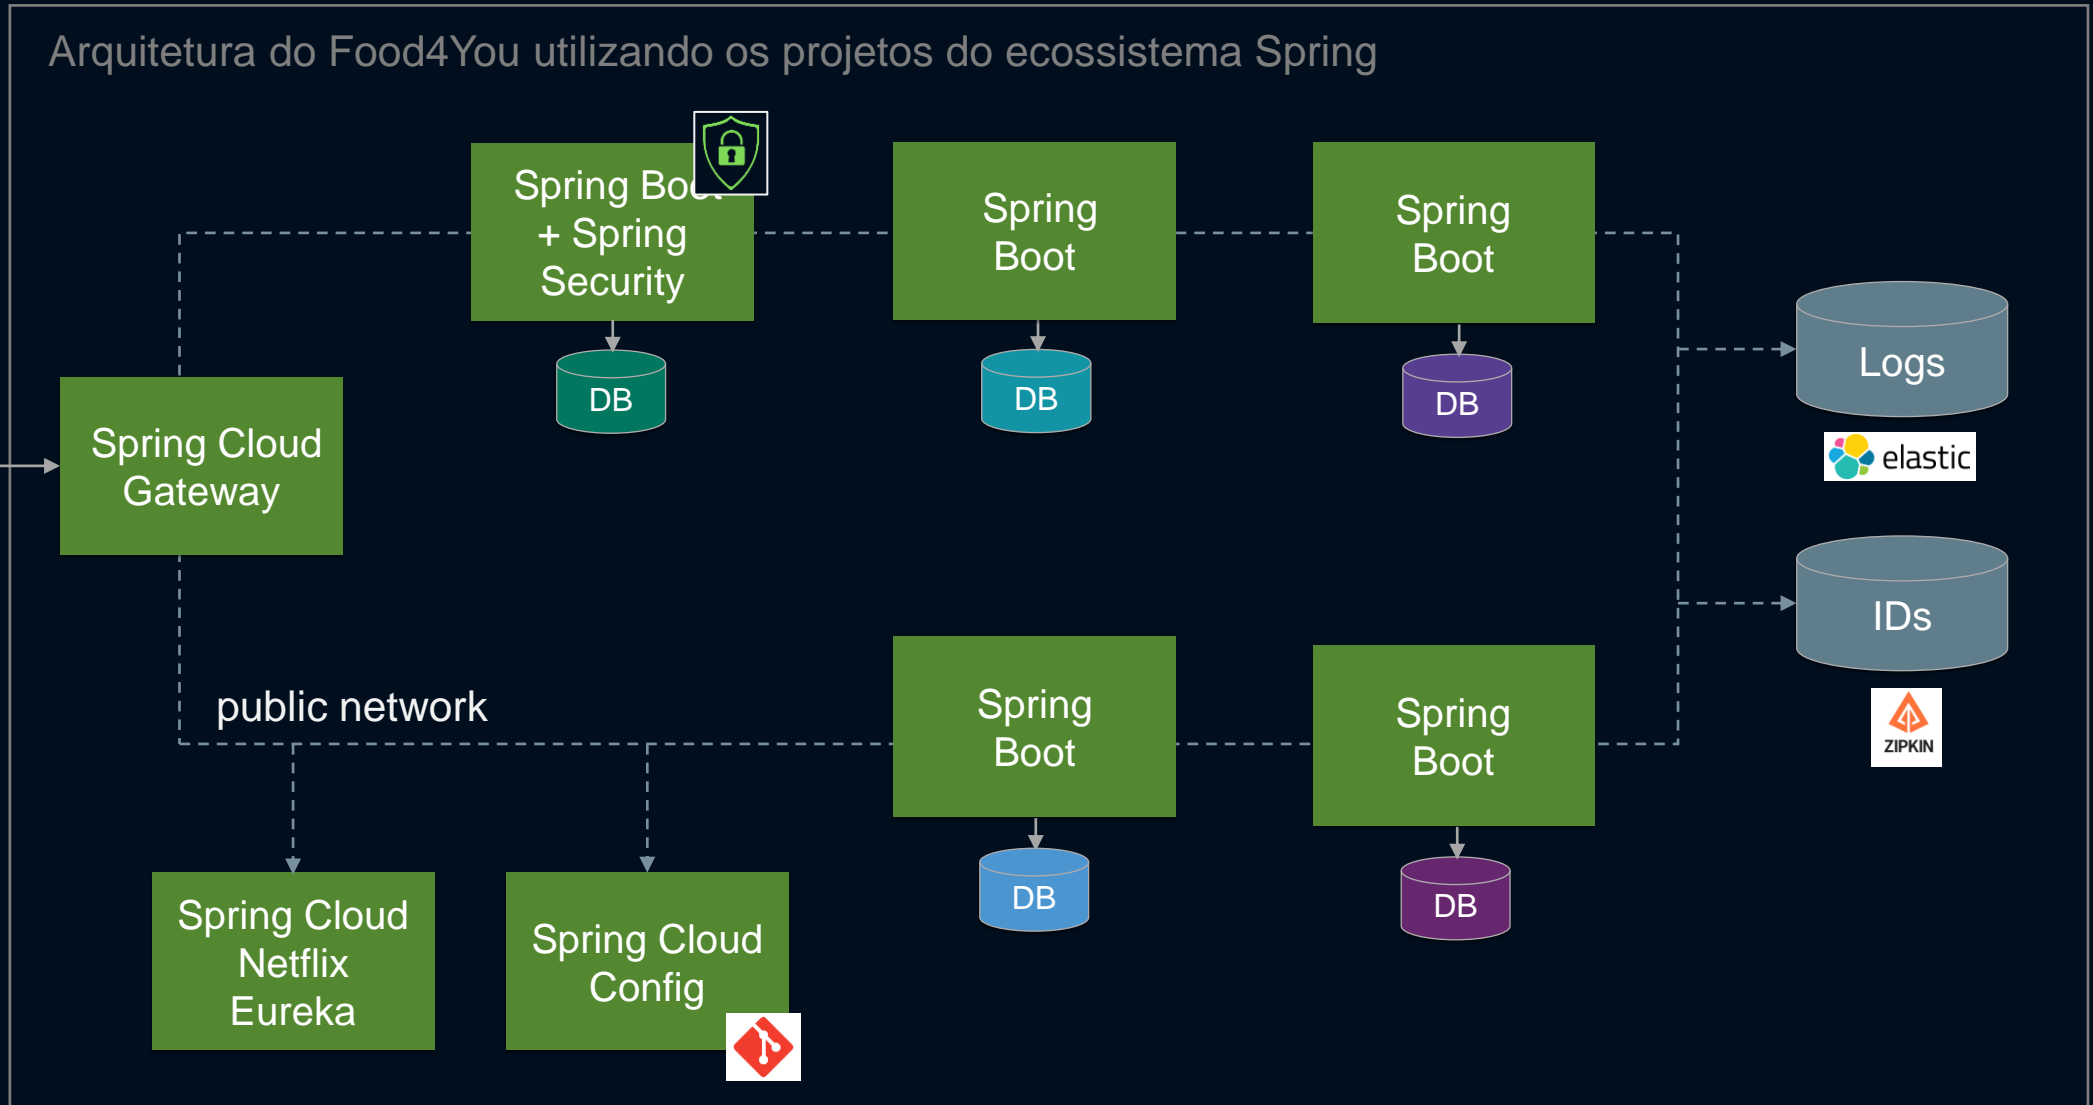 Arquitetura do Food4You utilizando os projetos do ecossistema Spring
Spring Boot
+ Spring
Security
DB
Spring
Boot
DB
Spring
Boot
DB
Logs
elastic
Spring Cloud
Gateway
IDs
ZIPKIN
public network
Spring
Boot
DB
Spring
Boot
DB
Spring Cloud
Netflix
Eureka
Spring Cloud
Config